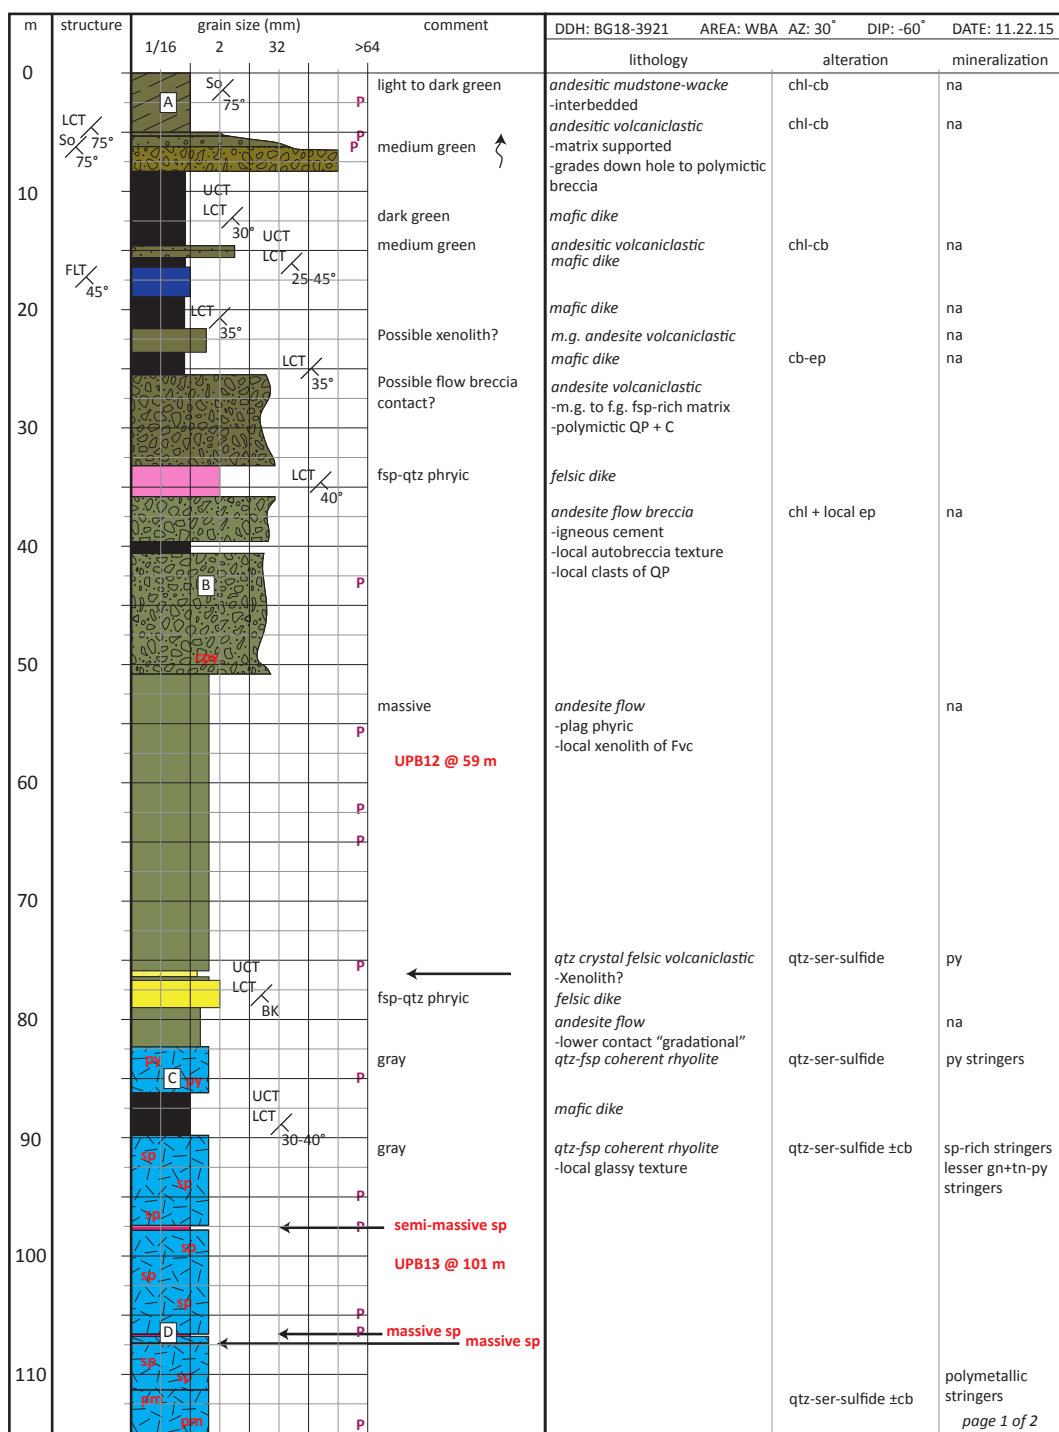 m structure grain size (mm) comment DDH: BG18-3921 AREA: WBA AZ: 30° DIP: -60° DATE: 11.22.15
1/16 2 32 >64 lithology alteration mineralization
0
So
75°
light to dark green
andesitic mudstone-wacke chl-cb na
-interbedded
A
P
LCT
75°
So
75°
P
P
medium green
andesitic volcaniclastic chl-cb na
-matrix supported
-grades down hole to polymictic
breccia
10
UCT
LCT
30°
dark green
mafic dike
UCT
LCT
25-45°
medium green
andesitic volcaniclastic chl-cb na
mafic dike
FLT
45°
20
LCT
35°
mafic dike na
Possible xenolith?
m.g. andesite volcaniclastic na
LCT
35°
mafic dike cb-ep na
Possible flow breccia
contact?
andesite volcaniclastic
-m.g. to f.g. fsp-rich matrix
-polymictic QP + C
30
LCT
40°
fsp-qtz phryic
felsic dike
andesite flow breccia chl + local ep na
-igneous cement
-local autobreccia texture
-local clasts of QP
40
B
P
cpy
50
massive
andesite flow na
-plag phyric
-local xenolith of Fvc
P
UPB12 @ 59 m
60
P
P
70
UCT
LCT
BK
P
qtz crystal felsic volcaniclastic qtz-ser-sulfide py
-Xenolith?
fsp-qtz phryic
felsic dike
80
andesite flow na
-lower contact "gradational"
py
gray
qtz-fsp coherent rhyolite qtz-ser-sulfide py stringers
C
py
P
UCT
LCT
30-40°
mafic dike
90
sp
gray
qtz-fsp coherent rhyolite qtz-ser-sulfide ±cb sp-rich stringers
-local glassy texture lesser gn+tn-py
stringers
sp
P
sp
P
semi-massive sp
sp
100
UPB13 @ 101 m
sp
sp
P
D
P
massive sp
massive sp
sp
sp
110
polymetallic
stringers
pm
qtz-ser-sulfide ±cb
pm
P
page 1 of 2